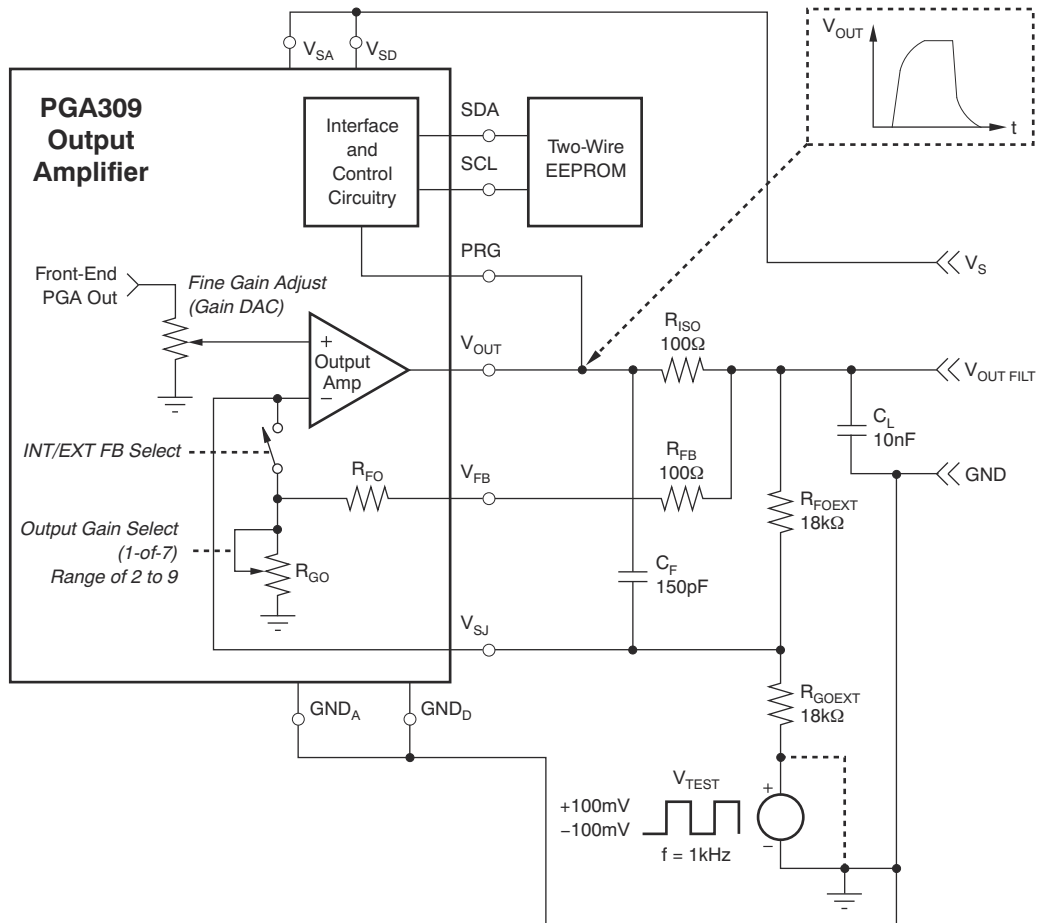 V_SA
V_SD
V_OUT
t
PGA309
Output
Amplifier
Interface
and
Control
Circuitry
SDA
SCL
Two-Wire
EEPROM
PRG
V_S
Front-End
PGA Out
Fine Gain Adjust
(Gain DAC)
+
Output
Amp
−
V_OUT
R_ISO
100Ω
V_OUT FILT
C_L
10nF
INT/EXT FB Select
R_FO
V_FB
R_FB
100Ω
GND
R_FOEXT
18kΩ
Output Gain Select
(1-of-7)
Range of 2 to 9
R_GO
C_F
150pF
V_SJ
R_GOEXT
18kΩ
GND_A
GND_D
V_TEST
+100mV
−100mV
f = 1kHz
+
−